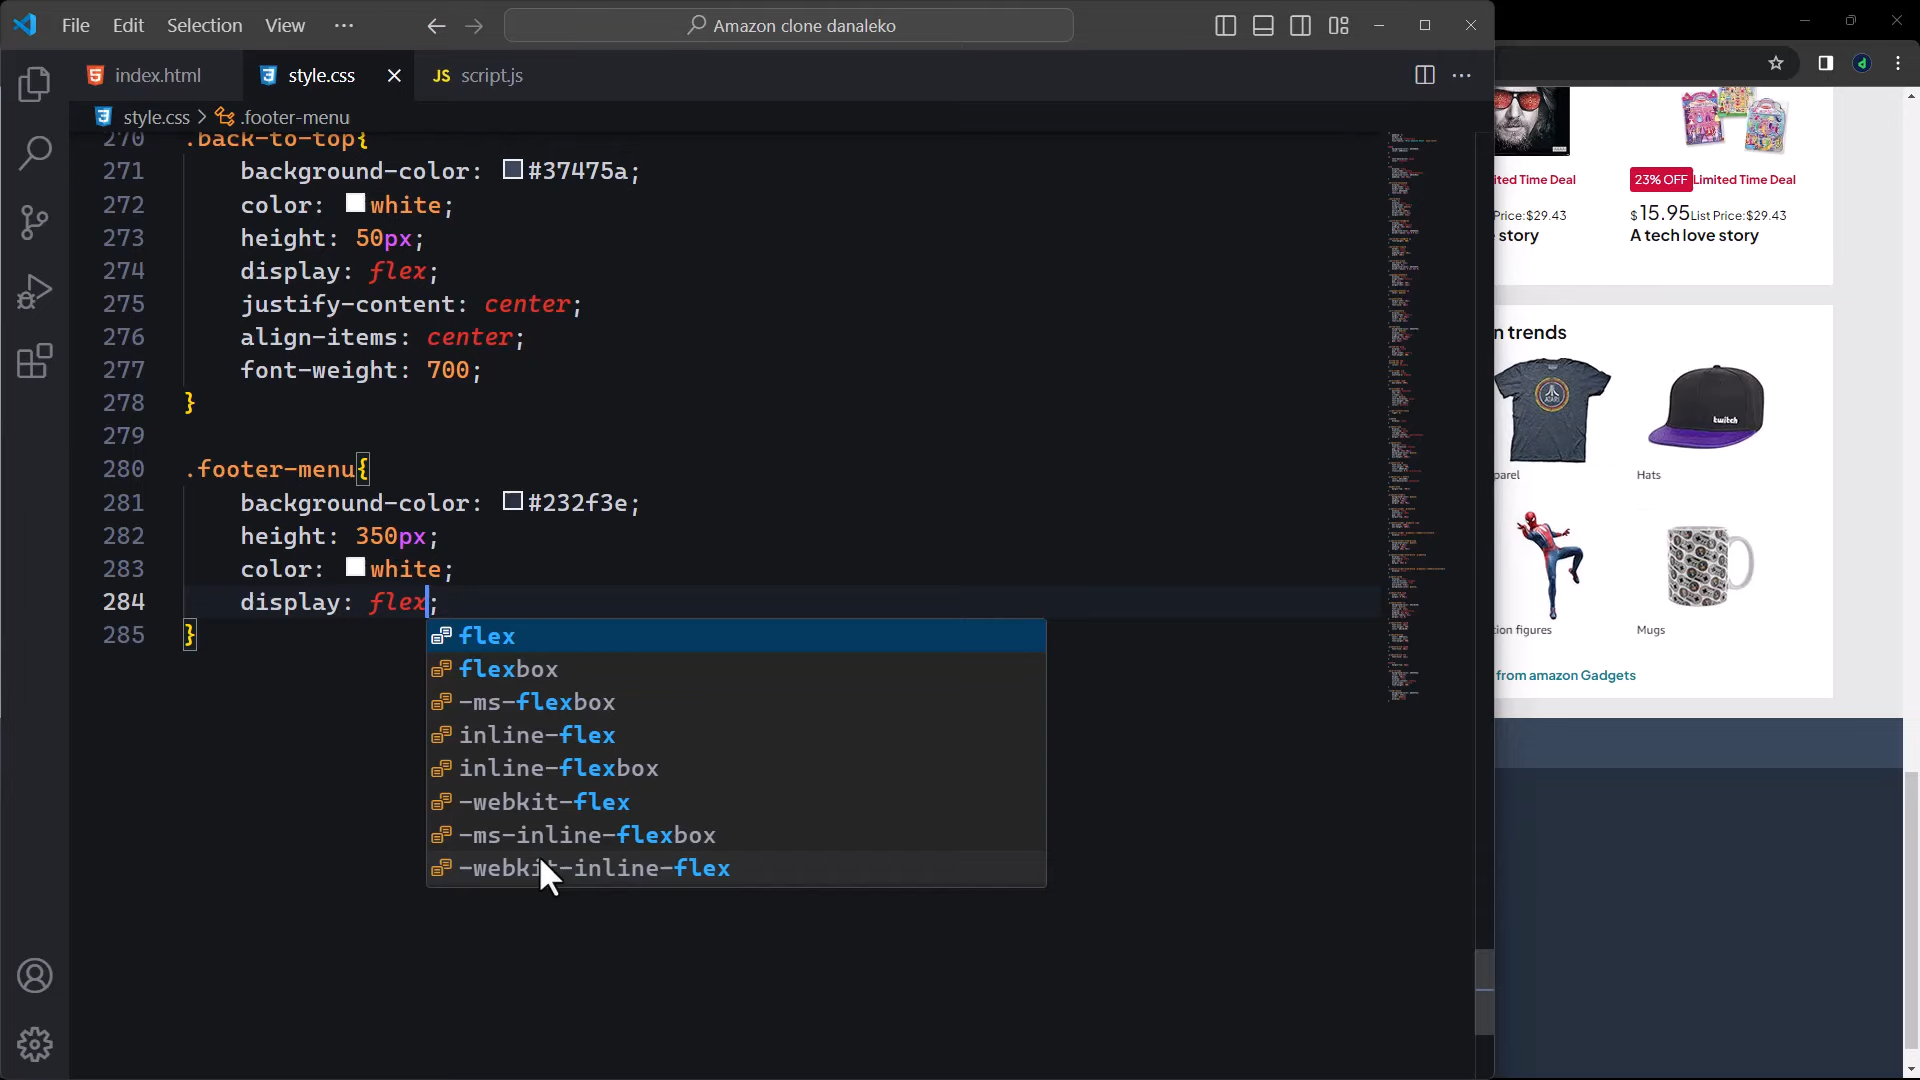 File Edit Selection View ···
Amazon clone danaleko
index.html
style.css
JS script.js
style.css > .footer-menu
270 .back-to-top{
271 background-color: #37475a;
272 color: white;
273 height: 50px;
274 display: flex;
275 justify-content: center;
276 align-items: center;
277 font-weight: 700;
278 }
279
280 .footer-menu{
281 background-color: #232f3e;
282 height: 350px;
283 color: white;
284 display: flex;
285 }
flex
flexbox
-ms-flexbox
inline-flex
inline-flexbox
-webkit-flex
-ms-inline-flexbox
-webkit-inline-flex
d
ited Time Deal
23% OFF Limited Time Deal
Price:$29.43
$ 15.95 List Price:$29.43
story
A tech love story
n trends
ATARI
twitch
parel
Hats
tion figures
Mugs
from amazon Gadgets